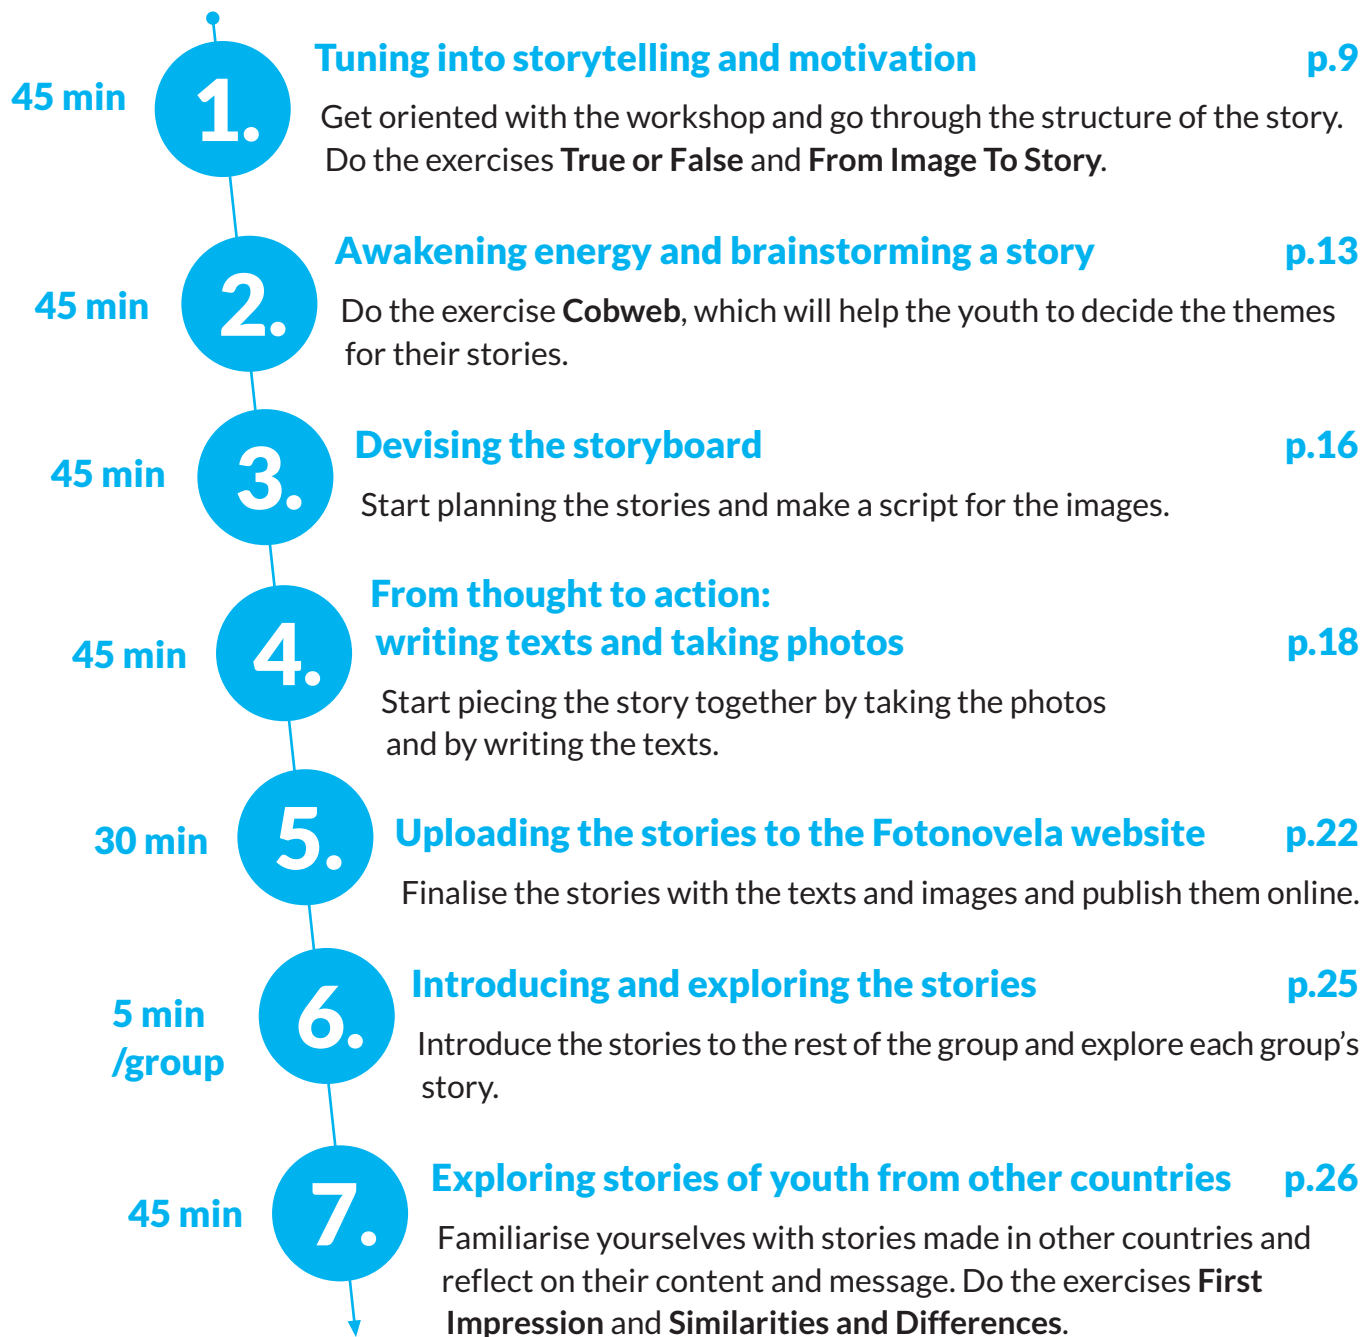 Tuning into storytelling and motivation p.9
45 min
1.
Get oriented with the workshop and go through the structure of the story.
Do the exercises True or False and From Image To Story.
Awakening energy and brainstorming a story p.13
45 min
2.
Do the exercise Cobweb, which will help the youth to decide the themes
for their stories.
Devising the storyboard p.16
45 min
3.
Start planning the stories and make a script for the images.
From thought to action:
writing texts and taking photos p.18
45 min
4.
Start piecing the story together by taking the photos
and by writing the texts.
Uploading the stories to the Fotonovela website p.22
30 min
5.
Finalise the stories with the texts and images and publish them online.
Introducing and exploring the stories p.25
5 min
/group
6.
Introduce the stories to the rest of the group and explore each group’s
story.
Exploring stories of youth from other countries p.26
45 min
7.
Familiarise yourselves with stories made in other countries and
reflect on their content and message. Do the exercises First
Impression and Similarities and Differences.